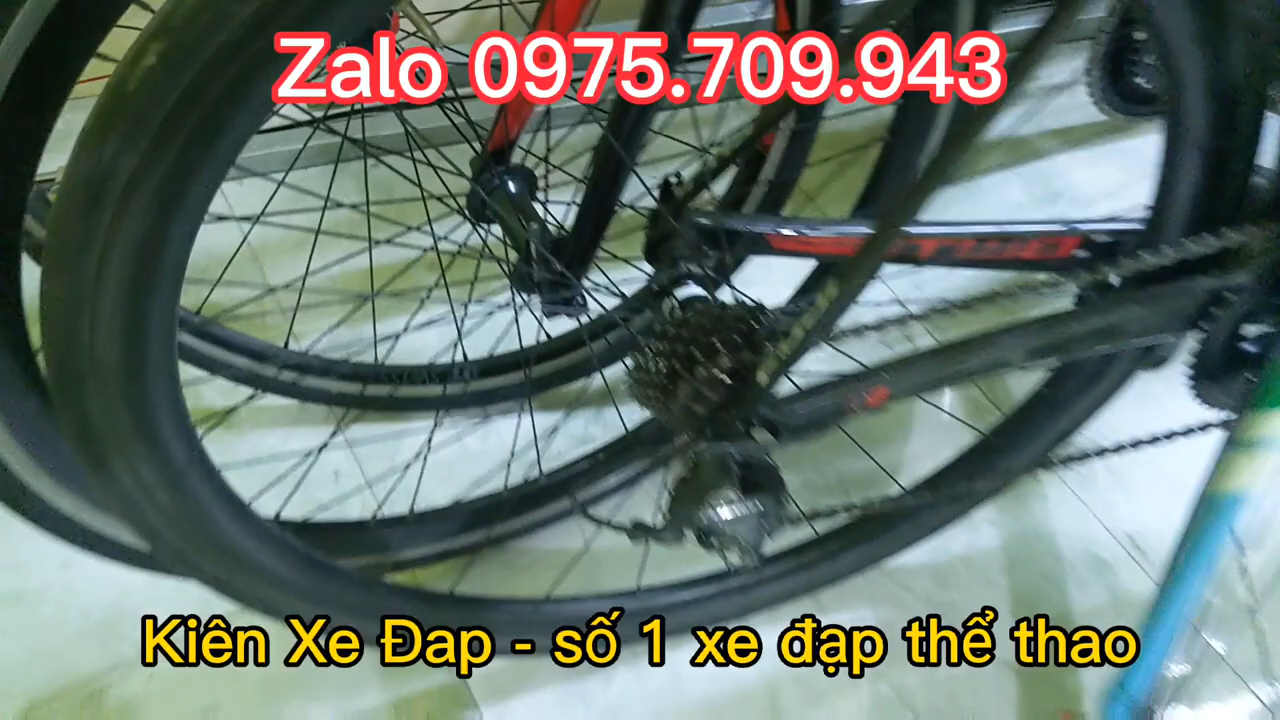 Zalo 0975.709.943
Kiên Xe Đap - số 1 xe đạp thể thao